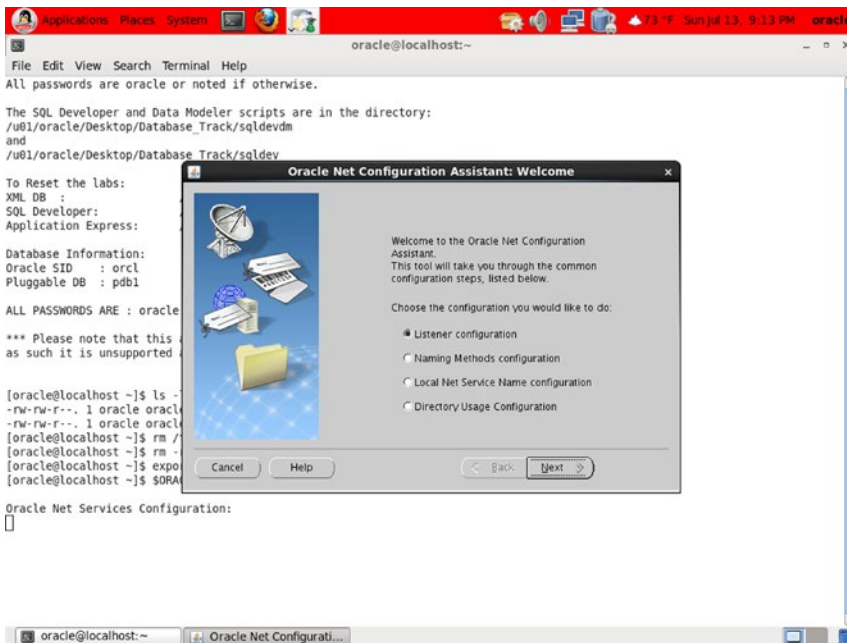 Applications Places System 73 °F Sun Jul 13, 9:13 PM oracl
oracle@localhost:~
File Edit View Search Terminal Help
All passwords are oracle or noted if otherwise.
The SQL Developer and Data Modeler scripts are in the directory:
/u01/oracle/Desktop/Database_Track/sqldevdm
and
/u01/oracle/Desktop/Database_Track/sqldev
To Reset the labs:
XML DB :
SQL Developer:
Application Express:
Database Information:
Oracle SID : orcl
Pluggable DB : pdb1
ALL PASSWORDS ARE : oracle
*** Please note that this
as such it is unsupported
[oracle@localhost ~]$ ls -
-rw-rw-r--. 1 oracle oracl
-rw-rw-r--. 1 oracle oracl
[oracle@localhost ~]$ rm /
[oracle@localhost ~]$ rm -
[oracle@localhost ~]$ expo
[oracle@localhost ~]$ $ORA
Oracle Net Services Configuration:
Oracle Net Configuration Assistant: Welcome
Welcome to the Oracle Net Configuration
Assistant.
This tool will take you through the common
configuration steps, listed below.
Choose the configuration you would like to do:
Listener configuration
Naming Methods configuration
Local Net Service Name configuration
Directory Usage Configuration
Cancel Help Back Next
oracle@localhost:~ Oracle Net Configurati...